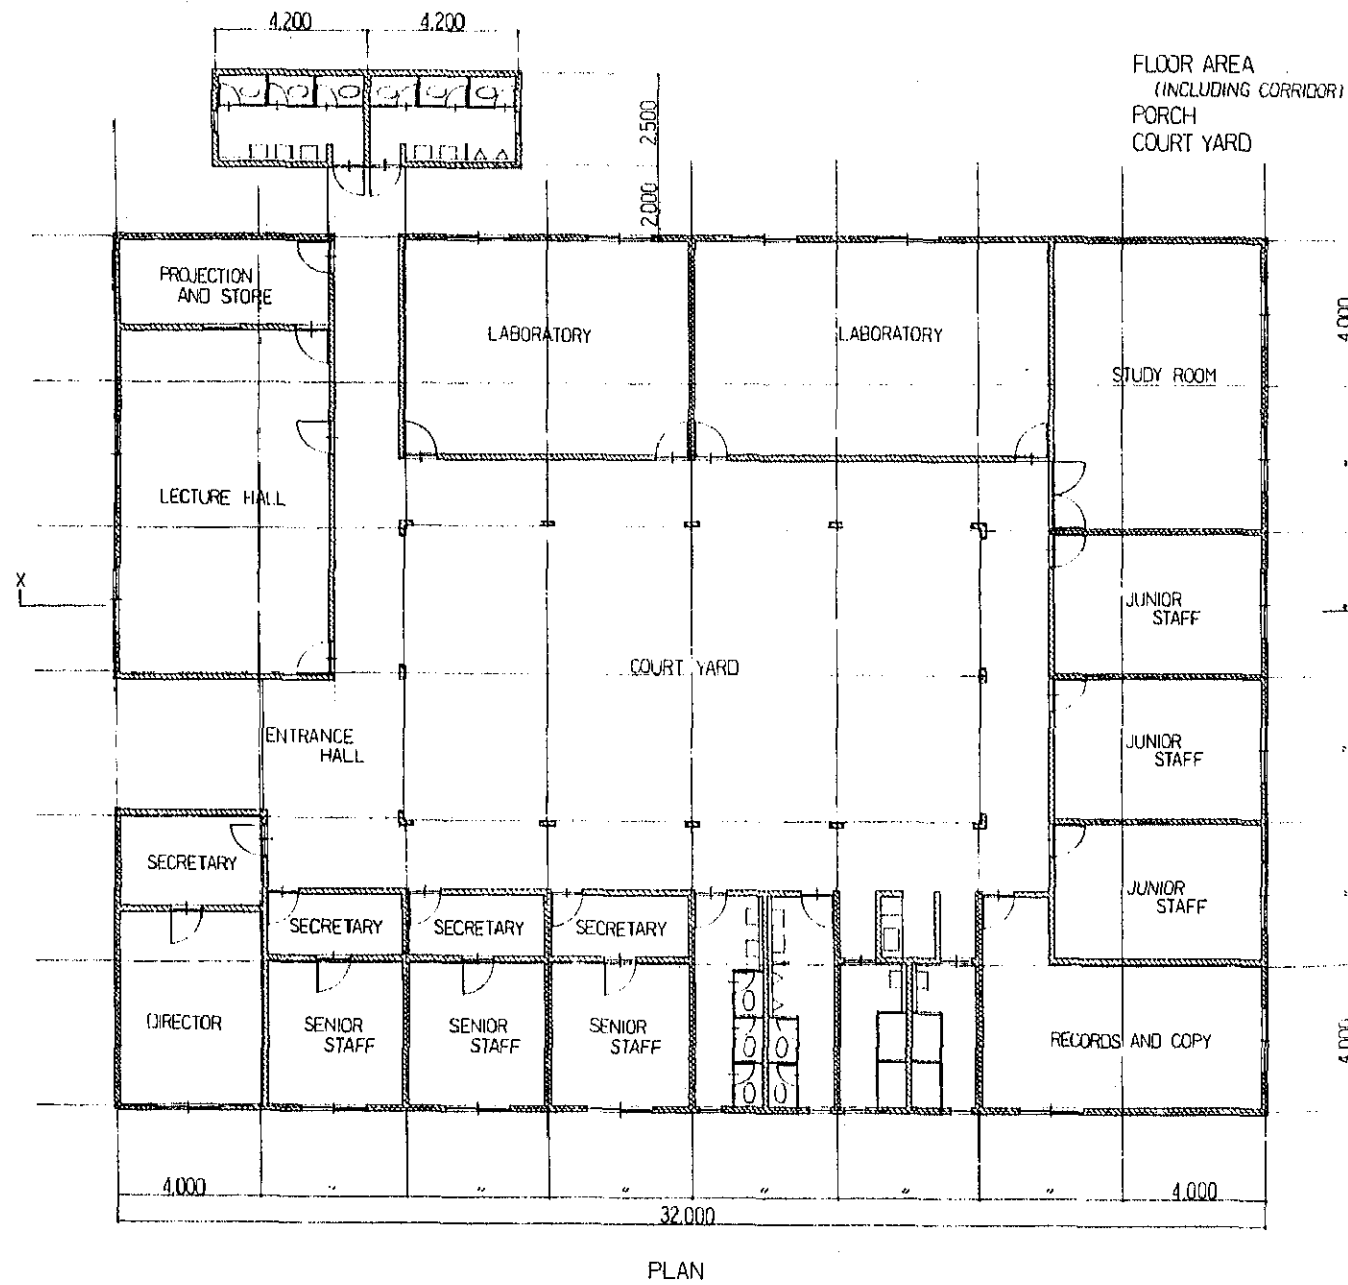 4,200
4,200
FLOOR AREA
(INCLUDING CORRIDOR)
PORCH
COURT YARD
2,500
2,000
PROJECTION
AND STORE
LABORATORY
LABORATORY
STUDY ROOM
4,000
"
LECTURE HALL
X
JUNIOR
STAFF
COURT YARD
ENTRANCE
HALL
JUNIOR
STAFF
"
SECRETARY
JUNIOR
STAFF
"
SECRETARY
SECRETARY
SECRETARY
DIRECTOR
SENIOR
STAFF
SENIOR
STAFF
SENIOR
STAFF
RECORDS AND COPY
4,000
4,000
" " " " " "
4,000
32,000
PLAN